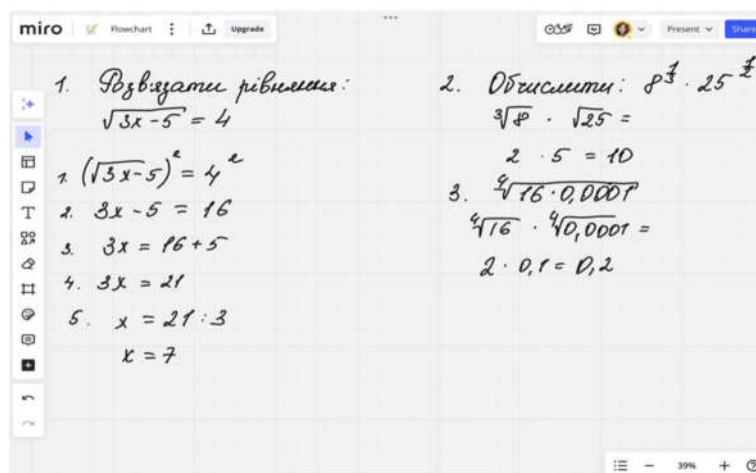 miro Flowchart Upgrade Present Share
1. Розв'язати рівняння:
√(3x-5) = 4
1. (√(3x-5))² = 4²
2. 3x-5 = 16
3. 3x = 16+5
4. 3x = 21
5. x = 21:3
x = 7
2. Обчислити: 8^(1/3) · 25^(1/2)
∛8 · √25 =
2 · 5 = 10
3. ∜(16·0,0001)
∜16 · ∜0,0001 =
2 · 0,1 = 0,2
39%